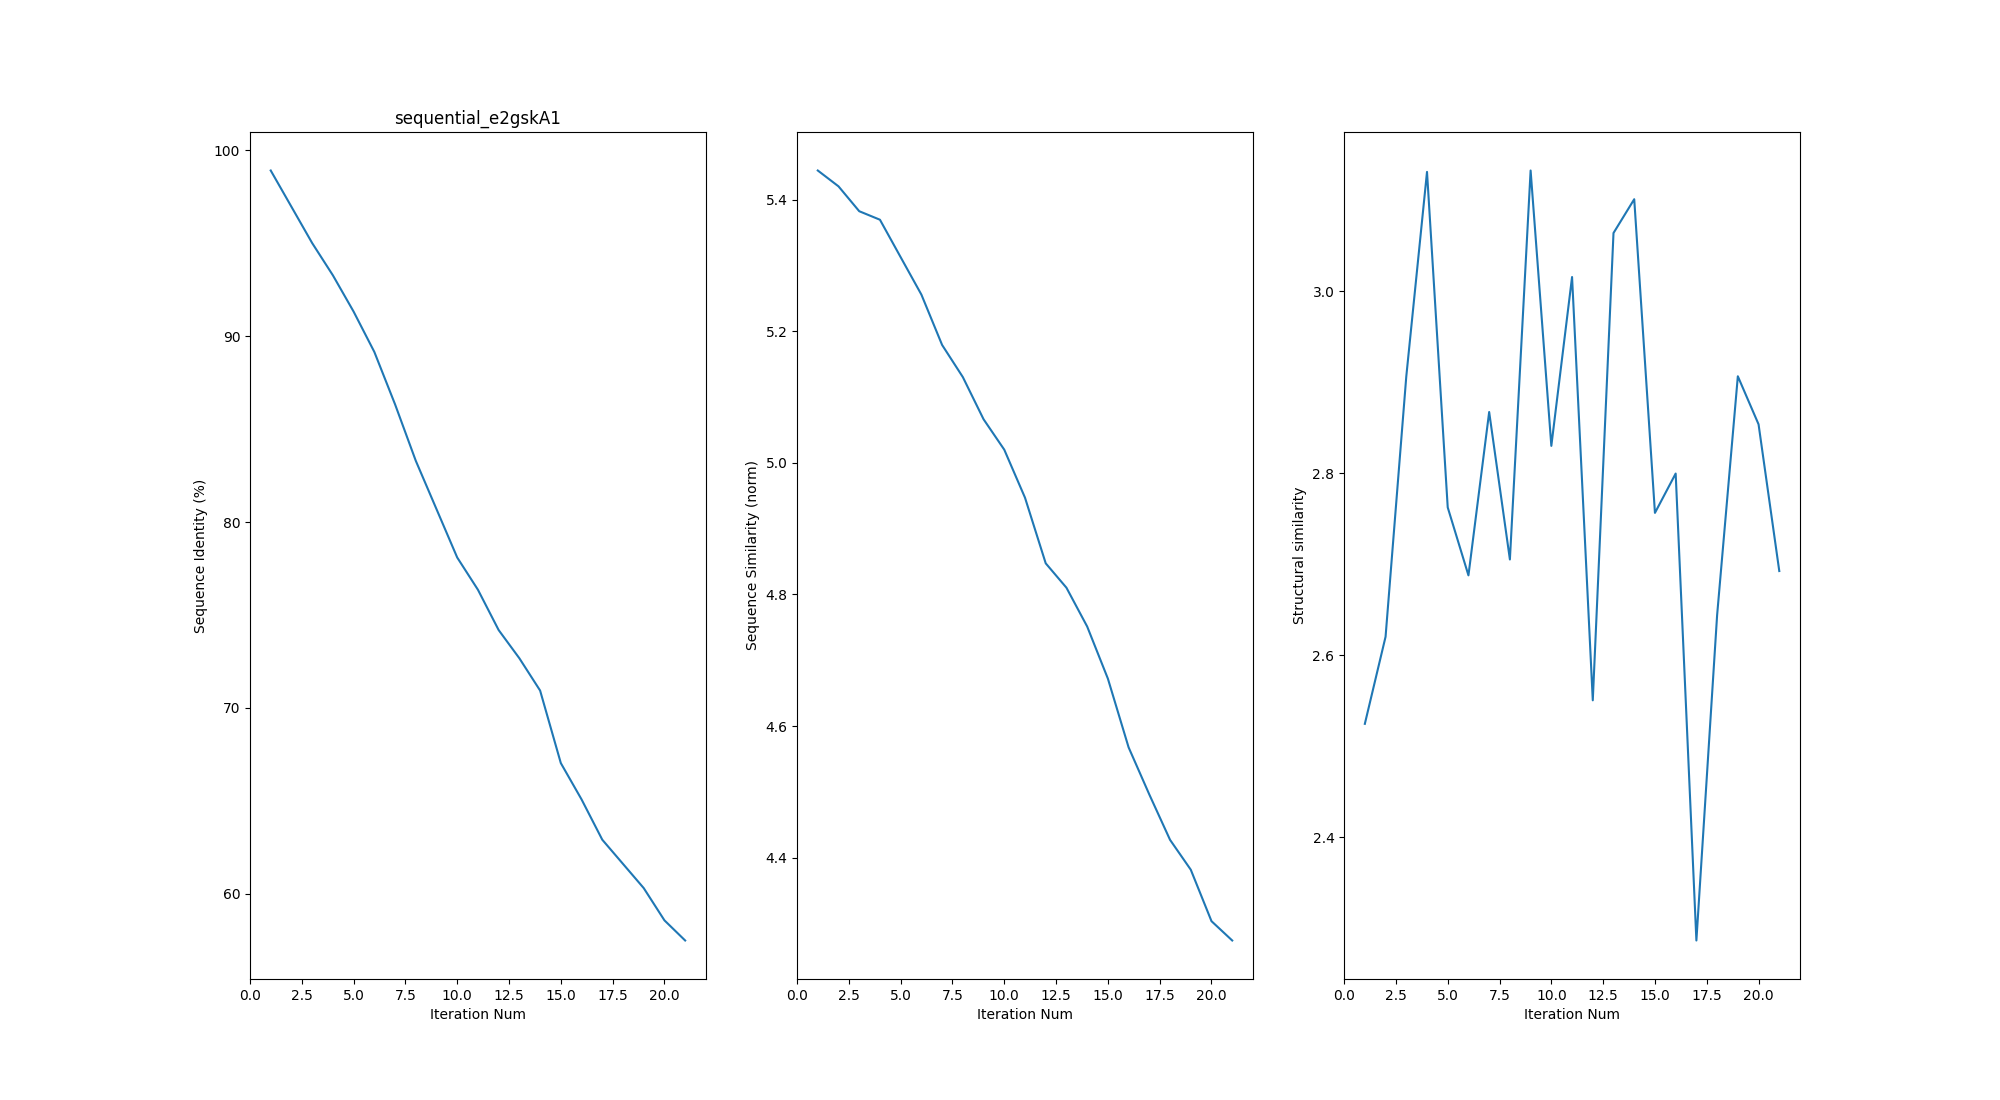 sequential_e2gskA1
100
90
80
70
60
Sequence Identity (%)
0.0 2.5 5.0 7.5 10.0 12.5 15.0 17.5 20.0
Iteration Num
5.4
5.2
5.0
4.8
4.6
4.4
Sequence Similarity (norm)
0.0 2.5 5.0 7.5 10.0 12.5 15.0 17.5 20.0
Iteration Num
3.0
2.8
2.6
2.4
Structural similarity
0.0 2.5 5.0 7.5 10.0 12.5 15.0 17.5 20.0
Iteration Num